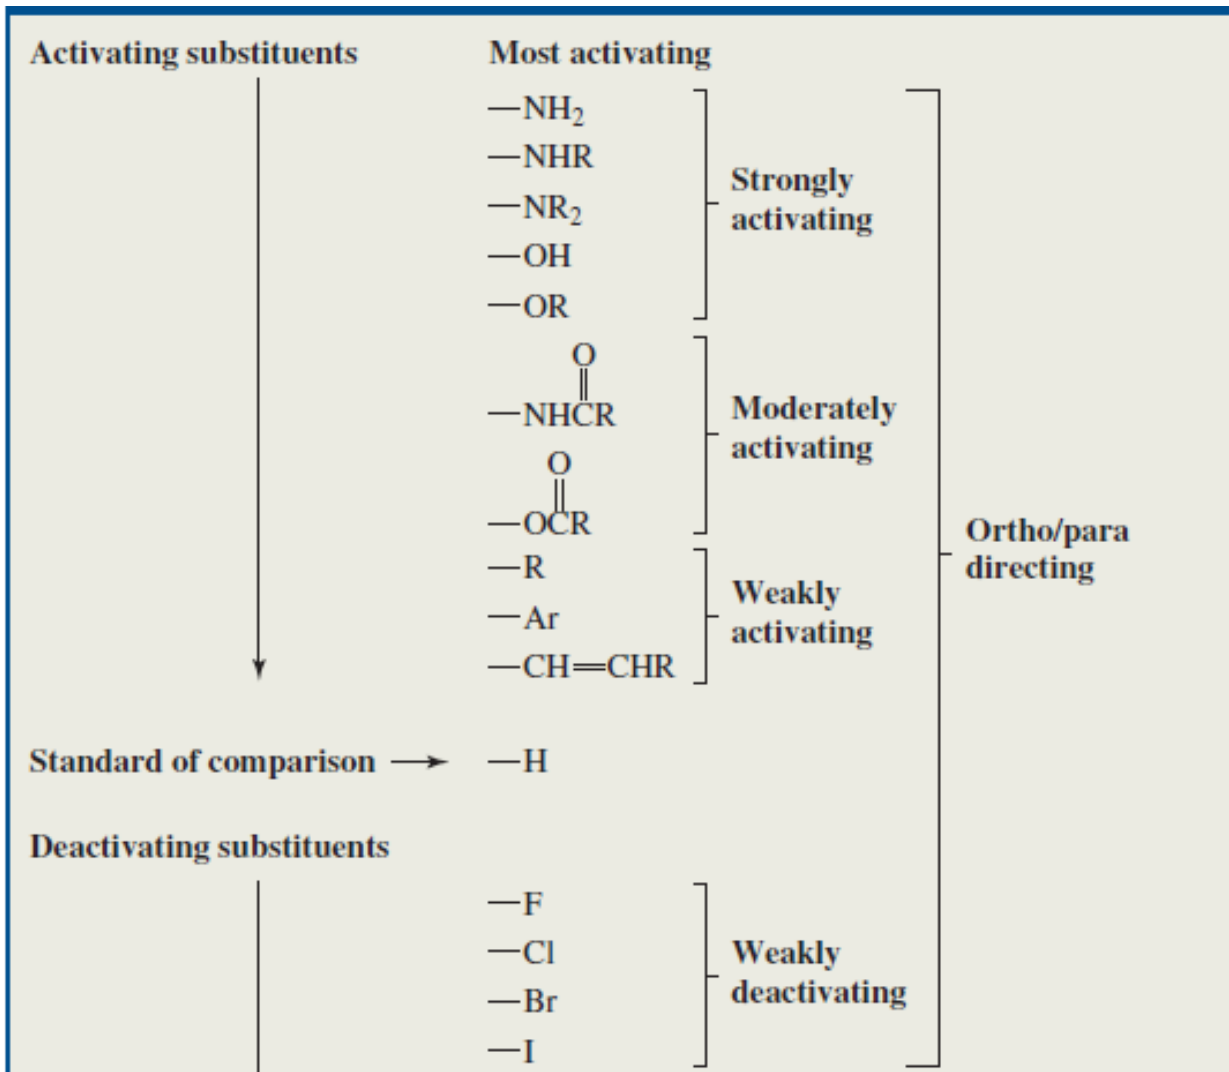 Activating substituents Most activating
—NH₂
—NHR
—NR₂
Strongly
activating
—OH
—OR
O
—NHCR
Moderately
activating
O
—OCR
—R
—Ar
—CH=CHR
Weakly
activating
Ortho/para
directing
Standard of comparison → —H
Deactivating substituents
—F
—Cl
—Br
—I
Weakly
deactivating